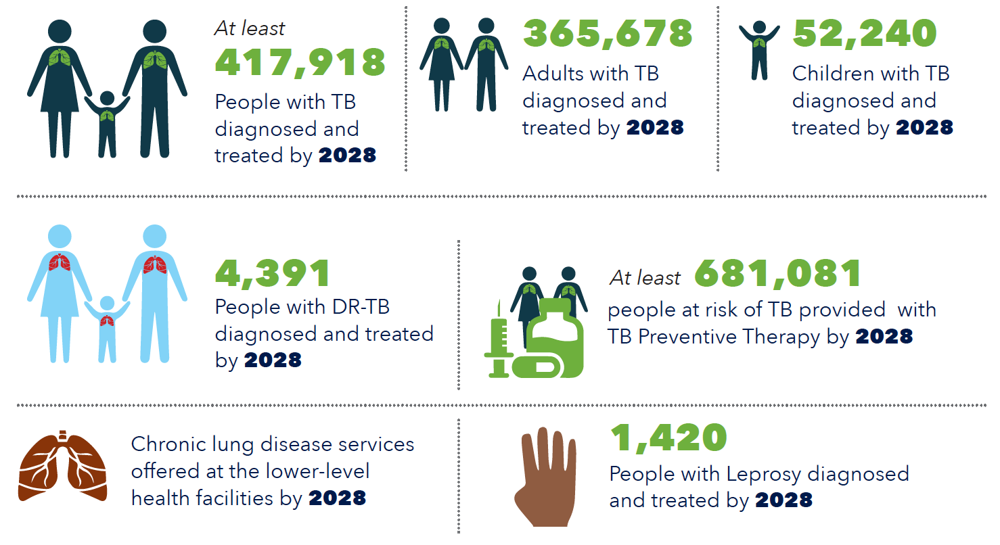 At least
417,918
People with TB
diagnosed and
treated by 2028
365,678
Adults with TB
diagnosed and
treated by 2028
52,240
Children with TB
diagnosed and
treated by 2028
4,391
People with DR-TB
diagnosed and treated
by 2028
At least 681,081
people at risk of TB provided with
TB Preventive Therapy by 2028
Chronic lung disease services
offered at the lower-level
health facilities by 2028
1,420
People with Leprosy diagnosed
and treated by 2028